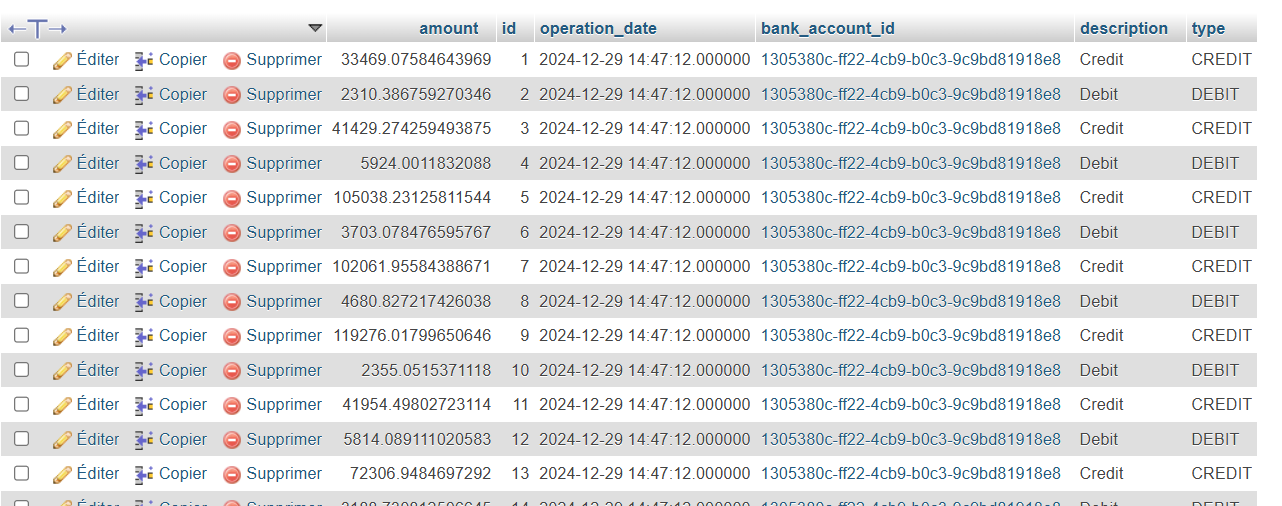 amount id operation_date bank_account_id description type
Éditer Copier Supprimer 33469.07584643969 1 2024-12-29 14:47:12.000000 1305380c-ff22-4cb9-b0c3-9c9bd81918e8 Credit CREDIT
Éditer Copier Supprimer 2310.386759270346 2 2024-12-29 14:47:12.000000 1305380c-ff22-4cb9-b0c3-9c9bd81918e8 Debit DEBIT
Éditer Copier Supprimer 41429.274259493875 3 2024-12-29 14:47:12.000000 1305380c-ff22-4cb9-b0c3-9c9bd81918e8 Credit CREDIT
Éditer Copier Supprimer 5924.0011832088 4 2024-12-29 14:47:12.000000 1305380c-ff22-4cb9-b0c3-9c9bd81918e8 Debit DEBIT
Éditer Copier Supprimer 105038.23125811544 5 2024-12-29 14:47:12.000000 1305380c-ff22-4cb9-b0c3-9c9bd81918e8 Credit CREDIT
Éditer Copier Supprimer 3703.078476595767 6 2024-12-29 14:47:12.000000 1305380c-ff22-4cb9-b0c3-9c9bd81918e8 Debit DEBIT
Éditer Copier Supprimer 102061.95584388671 7 2024-12-29 14:47:12.000000 1305380c-ff22-4cb9-b0c3-9c9bd81918e8 Credit CREDIT
Éditer Copier Supprimer 4680.827217426038 8 2024-12-29 14:47:12.000000 1305380c-ff22-4cb9-b0c3-9c9bd81918e8 Debit DEBIT
Éditer Copier Supprimer 119276.01799650646 9 2024-12-29 14:47:12.000000 1305380c-ff22-4cb9-b0c3-9c9bd81918e8 Credit CREDIT
Éditer Copier Supprimer 2355.0515371118 10 2024-12-29 14:47:12.000000 1305380c-ff22-4cb9-b0c3-9c9bd81918e8 Debit DEBIT
Éditer Copier Supprimer 41954.49802723114 11 2024-12-29 14:47:12.000000 1305380c-ff22-4cb9-b0c3-9c9bd81918e8 Credit CREDIT
Éditer Copier Supprimer 5814.089111020583 12 2024-12-29 14:47:12.000000 1305380c-ff22-4cb9-b0c3-9c9bd81918e8 Debit DEBIT
Éditer Copier Supprimer 72306.9484697292 13 2024-12-29 14:47:12.000000 1305380c-ff22-4cb9-b0c3-9c9bd81918e8 Credit CREDIT